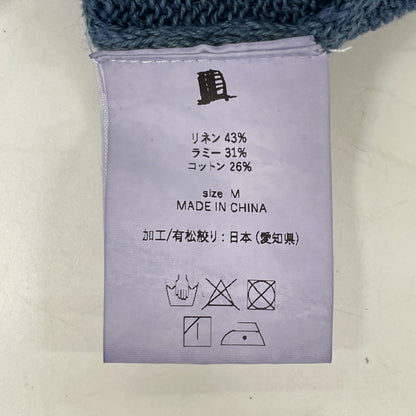 リネン 43%
ラミー 31%
コットン 26%
size M
MADE IN CHINA
加工/有松絞り：日本 (愛知県)